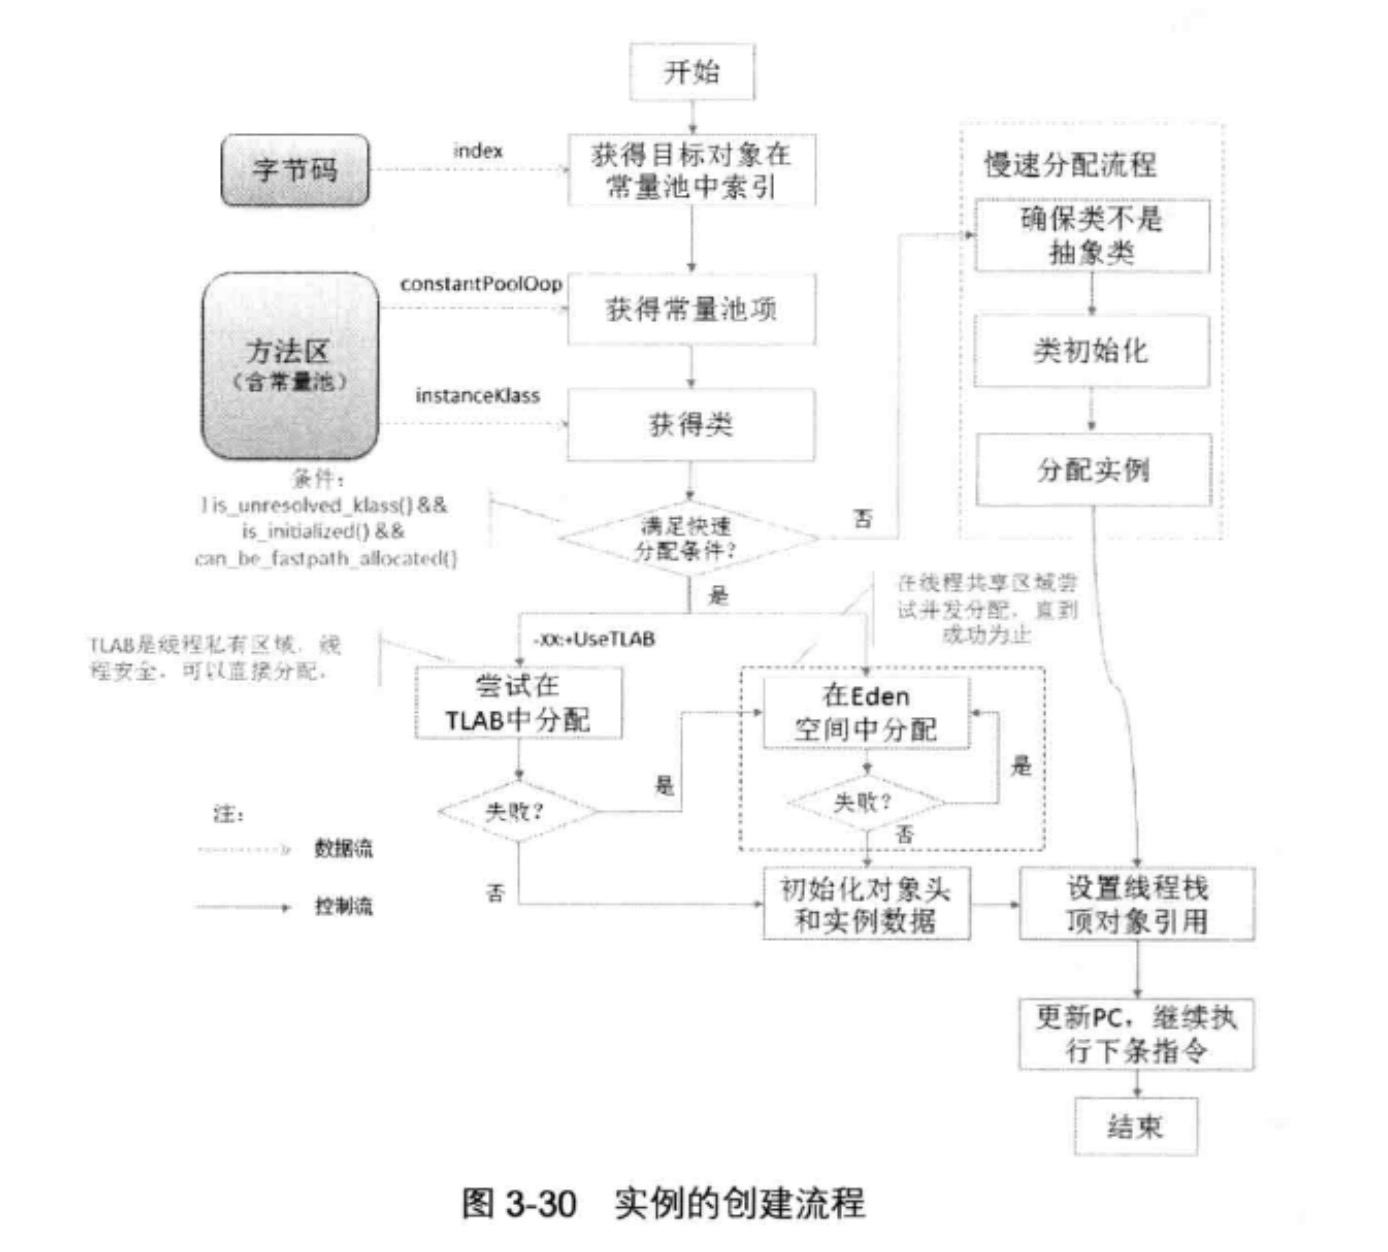 开始
字节码
index
获得目标对象在
常量池中索引
慢速分配流程
确保类不是
抽象类
方法区
（含常量池）
constantPoolOop
获得常量池项
类初始化
instanceKlass
获得类
分配实例
条件：
!is_unresolved_klass() &&
is_initialized() &&
can_be_fastpath_allocated()
满足快速
分配条件？
否
是
在线程共享区域尝
试并发分配，直到
成功为止
TLAB是线程私有区域，线
程安全，可以直接分配。
-XX:+UseTLAB
尝试在
TLAB中分配
在Eden
空间中分配
失败？
是
失败？
是
否
注：
数据流
控制流
否
初始化对象头
和实例数据
设置线程栈
顶对象引用
更新PC，继续执
行下条指令
结束
图 3-30 实例的创建流程